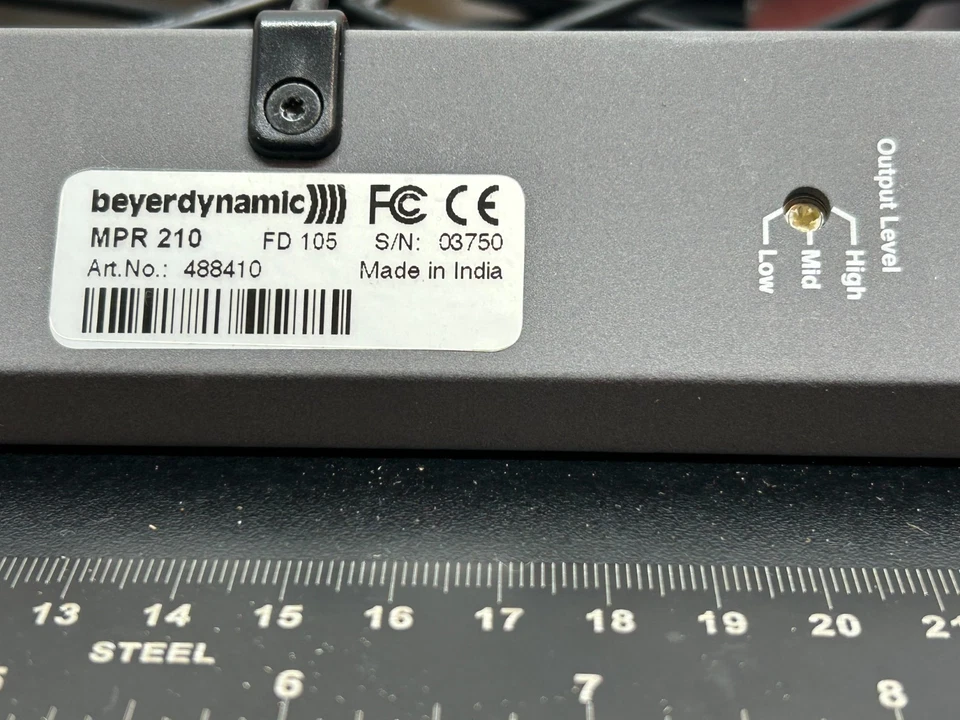 beyerdynamic FC CE
MPR 210 FD 105 S/N: 03750
Art.No.: 488410 Made in India
Output Level
Low Mid High
13 14 15 16 17 18 19 20
STEEL
6 7 8